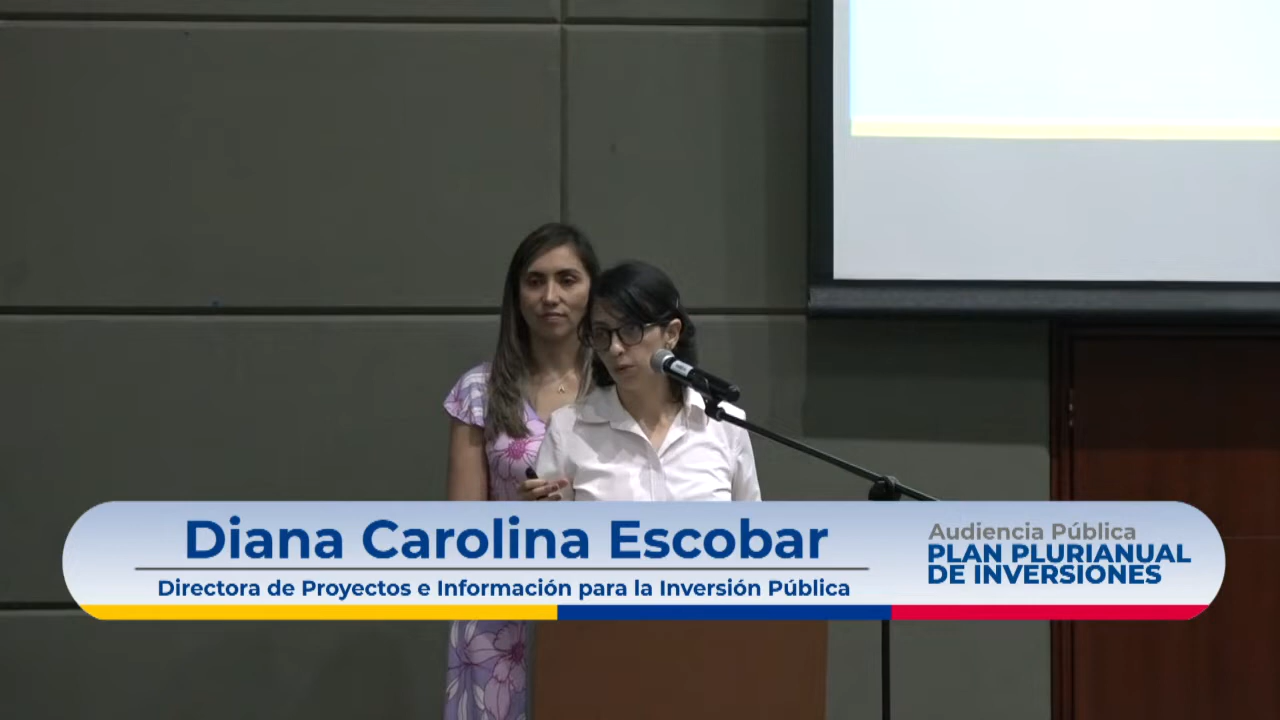 Diana Carolina Escobar
Directora de Proyectos e Información para la Inversión Pública
Audiencia Pública
PLAN PLURIANUAL
DE INVERSIONES